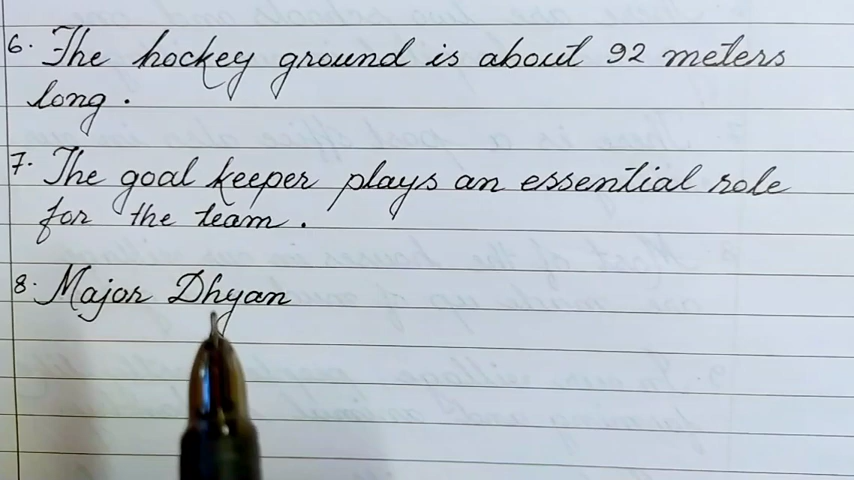 6. The hockey ground is about 92 meters
long.
7. The goal keeper plays an essential role
for the team.
8. Major Dhyan